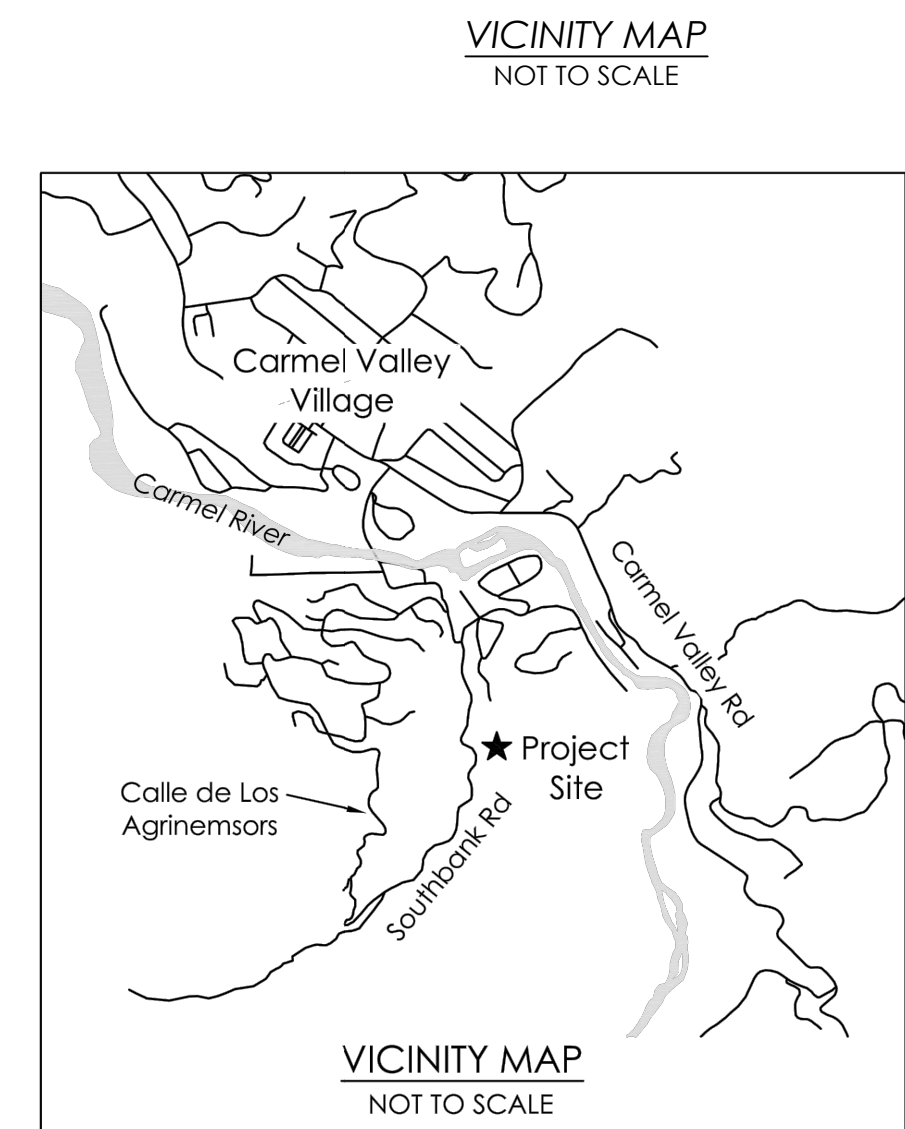 VICINITY MAP
NOT TO SCALE
Carmel Valley
Village
Carmel River
Carmel Valley Rd
Project
Site
Calle de Los
Agrinemsors
Southbank Rd
VICINITY MAP
NOT TO SCALE